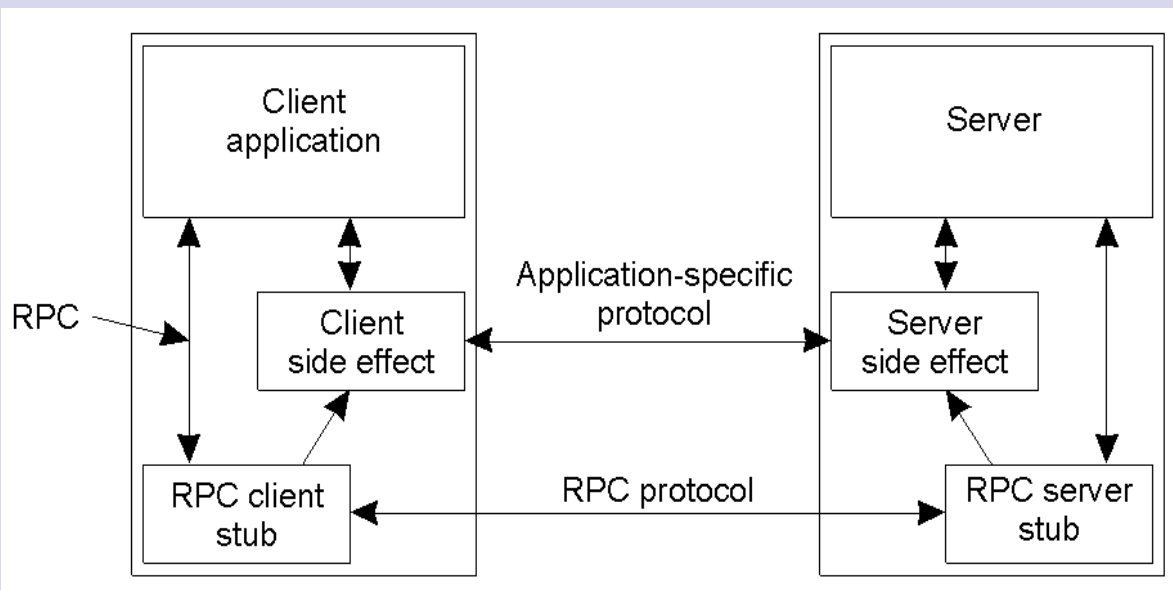 Client
application
Server
Application-specific
protocol
RPC
Client
side effect
Server
side effect
RPC protocol
RPC client
stub
RPC server
stub